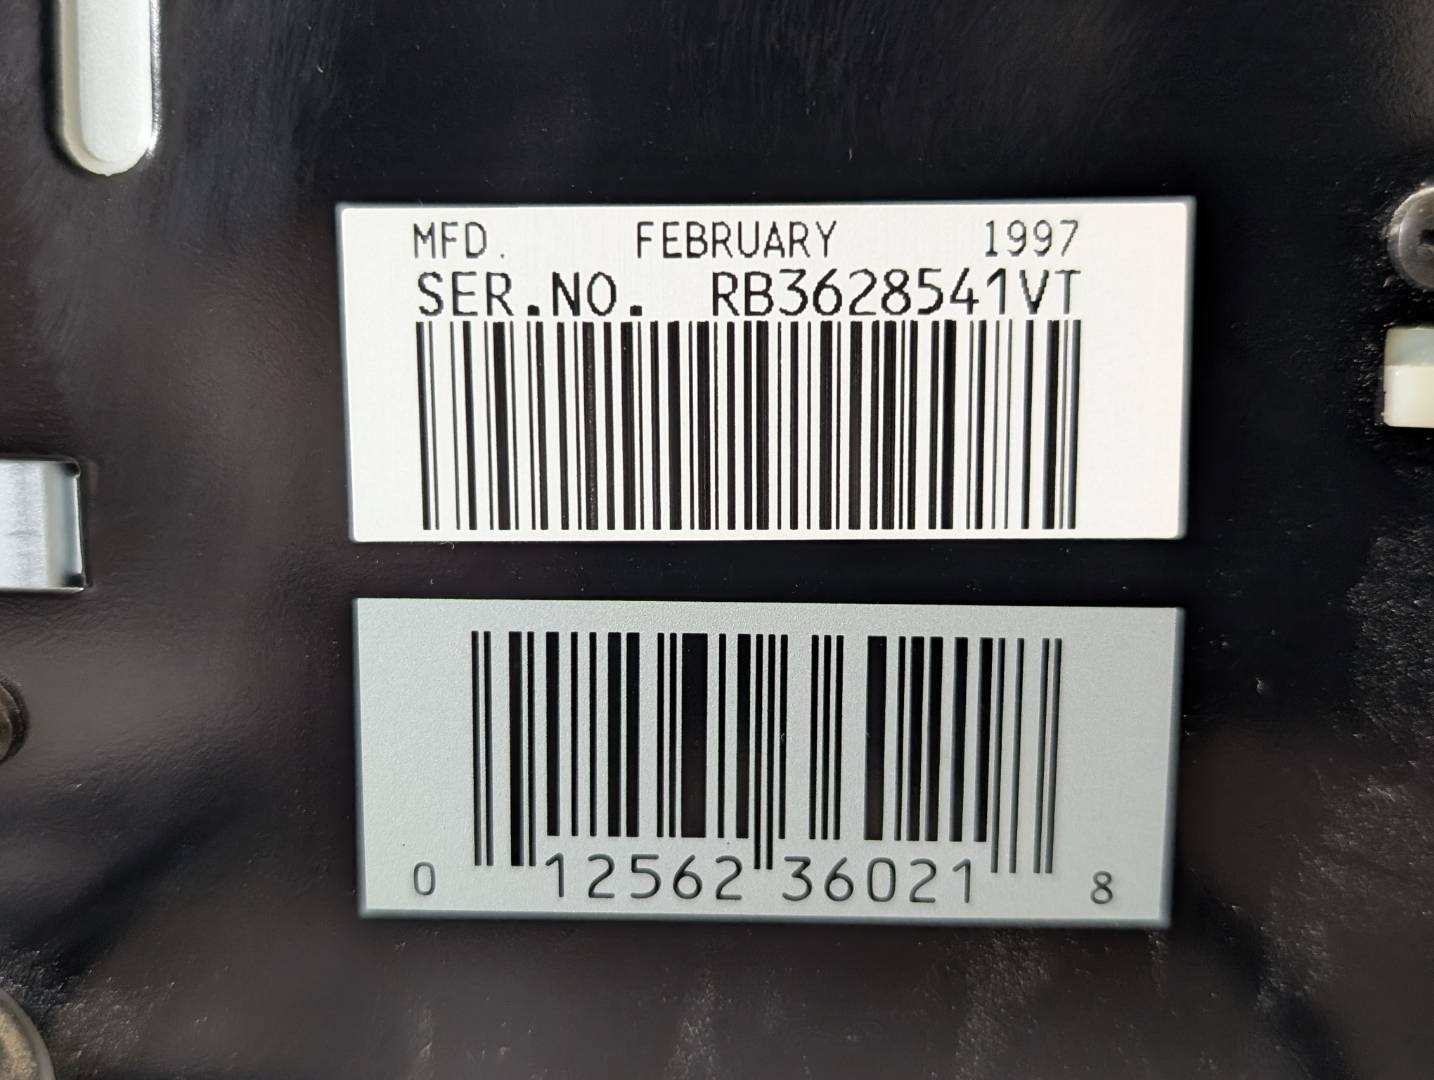 MFD. FEBRUARY 1997
SER.NO. RB3628541VT
0 12562 36021 8